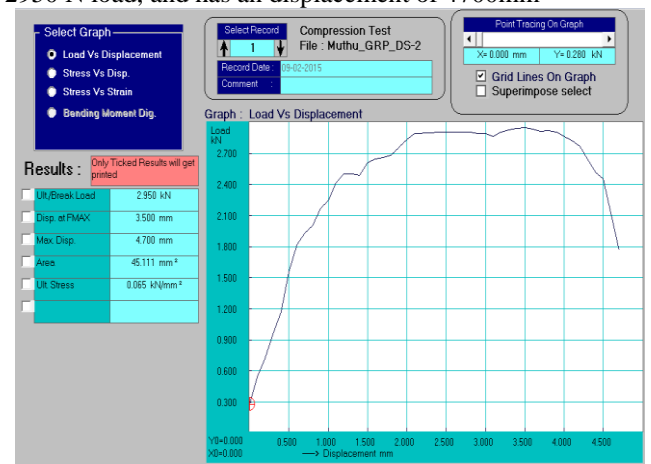 2950 N load, and has an displacement of 4700mm
Select Graph
Load Vs Displacement
Stress Vs Disp.
Stress Vs Strain
Bending Moment Dig.
Select Record
1
Compression Test
File : Muthu_GRP_DS-2
Record Date : 09-02-2015
Comment :
Point Tracing On Graph
X= 0.000 mm Y= 0.280 kN
Grid Lines On Graph
Superimpose select
Results :
Only Ticked Results will get
printed
Ult./Break Load 2.950 kN
Disp. at FMAX 3.500 mm
Max. Disp. 4.700 mm
Area 45.111 mm²
Ult. Stress 0.065 kN/mm²
Graph : Load Vs Displacement
Load
kN
2.700
2.400
2.100
1.800
1.500
1.200
0.900
0.600
0.300
Y0=0.000
X0=0.000
0.500 1.000 1.500 2.000 2.500 3.000 3.500 4.000 4.500
---> Displacement mm